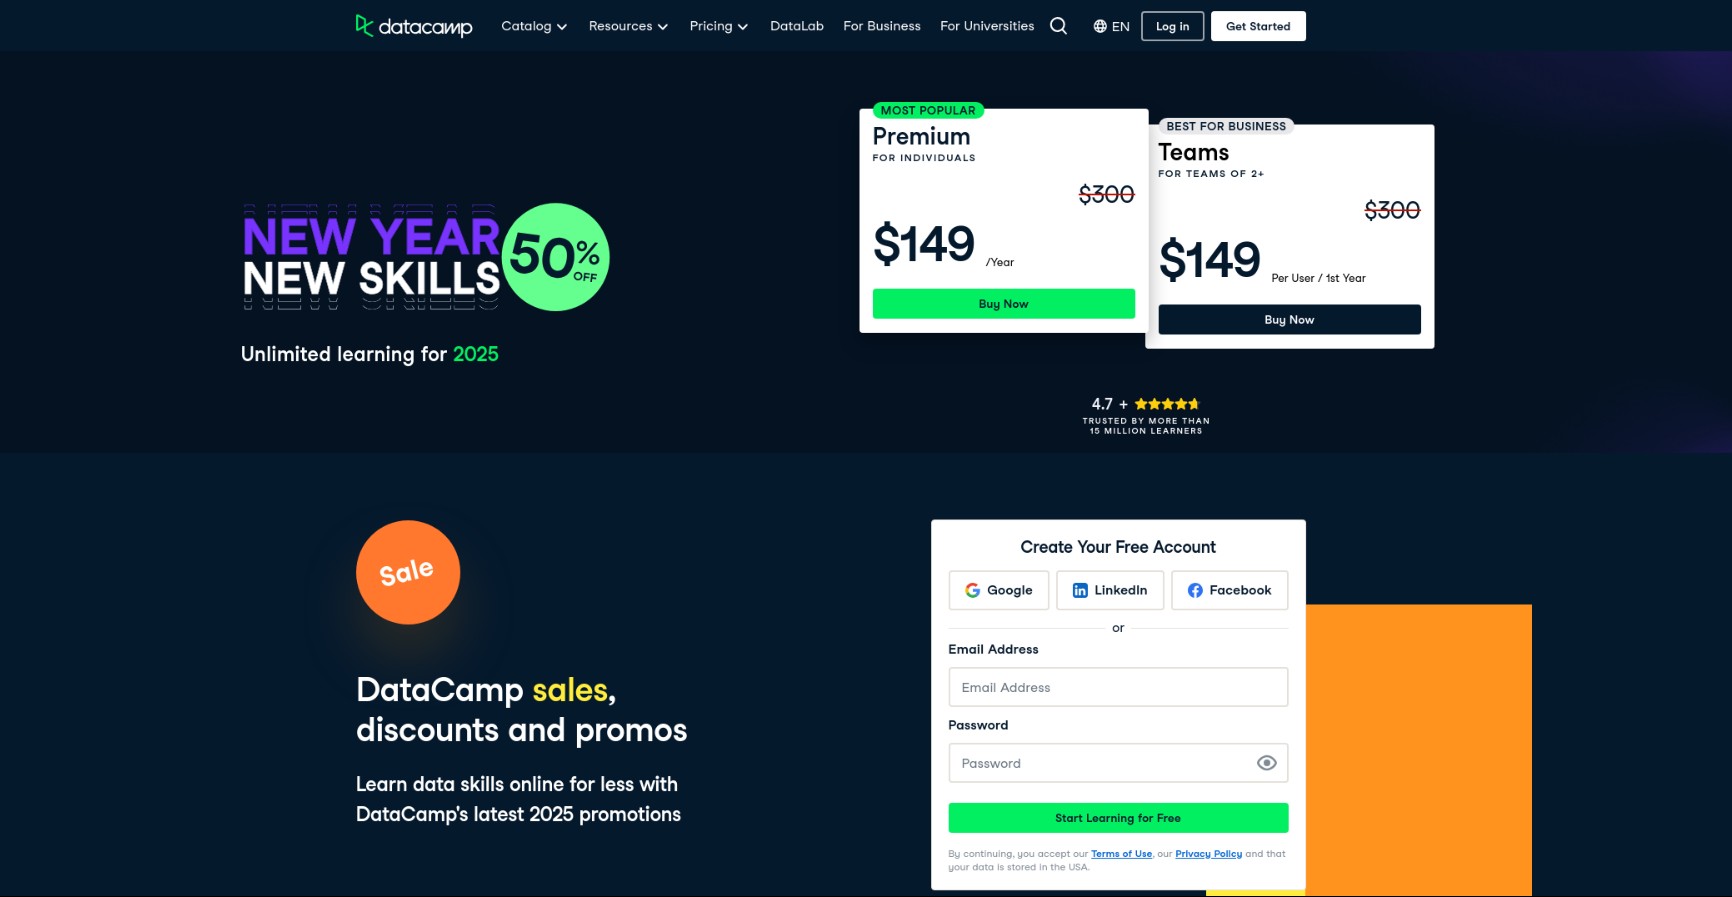 datacamp
Catalog
Resources
Pricing
DataLab
For Business
For Universities
EN
Log in
Get Started
NEW YEAR
NEW SKILLS
50%
OFF
Unlimited learning for 2025
MOST POPULAR
Premium
FOR INDIVIDUALS
$300
$149
/Year
Buy Now
BEST FOR BUSINESS
Teams
FOR TEAMS OF 2+
$300
$149
Per User / 1st Year
Buy Now
4.7 +
TRUSTED BY MORE THAN
15 MILLION LEARNERS
Sale
DataCamp sales,
discounts and promos
Learn data skills online for less with
DataCamp's latest 2025 promotions
Create Your Free Account
Google
LinkedIn
Facebook
or
Email Address
Email Address
Password
Password
Start Learning for Free
By continuing, you accept our Terms of Use, our Privacy Policy and that
your data is stored in the USA.